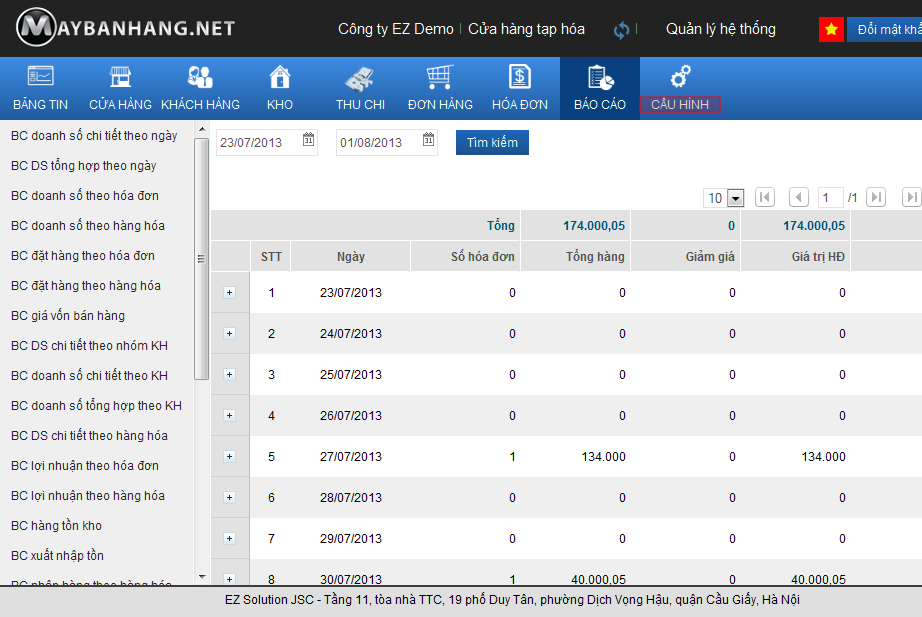 MAYBANHANG.NET
Công ty EZ Demo | Cửa hàng tạp hóa | Quản lý hệ thống Đổi mật khẩ
BẢNG TIN CỬA HÀNG KHÁCH HÀNG KHO THU CHI ĐƠN HÀNG HÓA ĐƠN BÁO CÁO CẤU HÌNH
BC doanh số chi tiết theo ngày
BC DS tổng hợp theo ngày
BC doanh số theo hóa đơn
BC doanh số theo hàng hóa
BC đặt hàng theo hóa đơn
BC đặt hàng theo hàng hóa
BC giá vốn bán hàng
BC DS chi tiết theo nhóm KH
BC doanh số chi tiết theo KH
BC doanh số tổng hợp theo KH
BC DS chi tiết theo hàng hóa
BC lợi nhuận theo hóa đơn
BC lợi nhuận theo hàng hóa
BC hàng tồn kho
BC xuất nhập tồn
BC nhập hàng theo hàng hóa
23/07/2013 01/08/2013 Tìm kiếm
10 1 /1
Tổng 174.000,05 0 174.000,05
STT Ngày Số hóa đơn Tổng hàng Giảm giá Giá trị HĐ
1 23/07/2013 0 0 0 0
2 24/07/2013 0 0 0 0
3 25/07/2013 0 0 0 0
4 26/07/2013 0 0 0 0
5 27/07/2013 1 134.000 0 134.000
6 28/07/2013 0 0 0 0
7 29/07/2013 0 0 0 0
8 30/07/2013 1 40.000,05 0 40.000,05
EZ Solution JSC - Tầng 11, tòa nhà TTC, 19 phố Duy Tân, phường Dịch Vọng Hậu, quận Cầu Giấy, Hà Nội